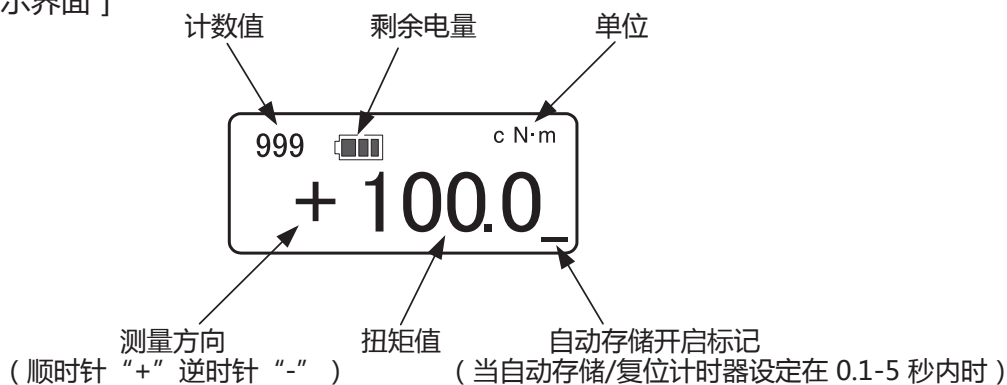 示界面 ]
计数值 剩余电量 单位
999 c N·m
+ 100.0_
测量方向 扭矩值 自动存储开启标记
(顺时针“+”逆时针“-”) (当自动存储/复位计时器设定在 0.1-5 秒内时)